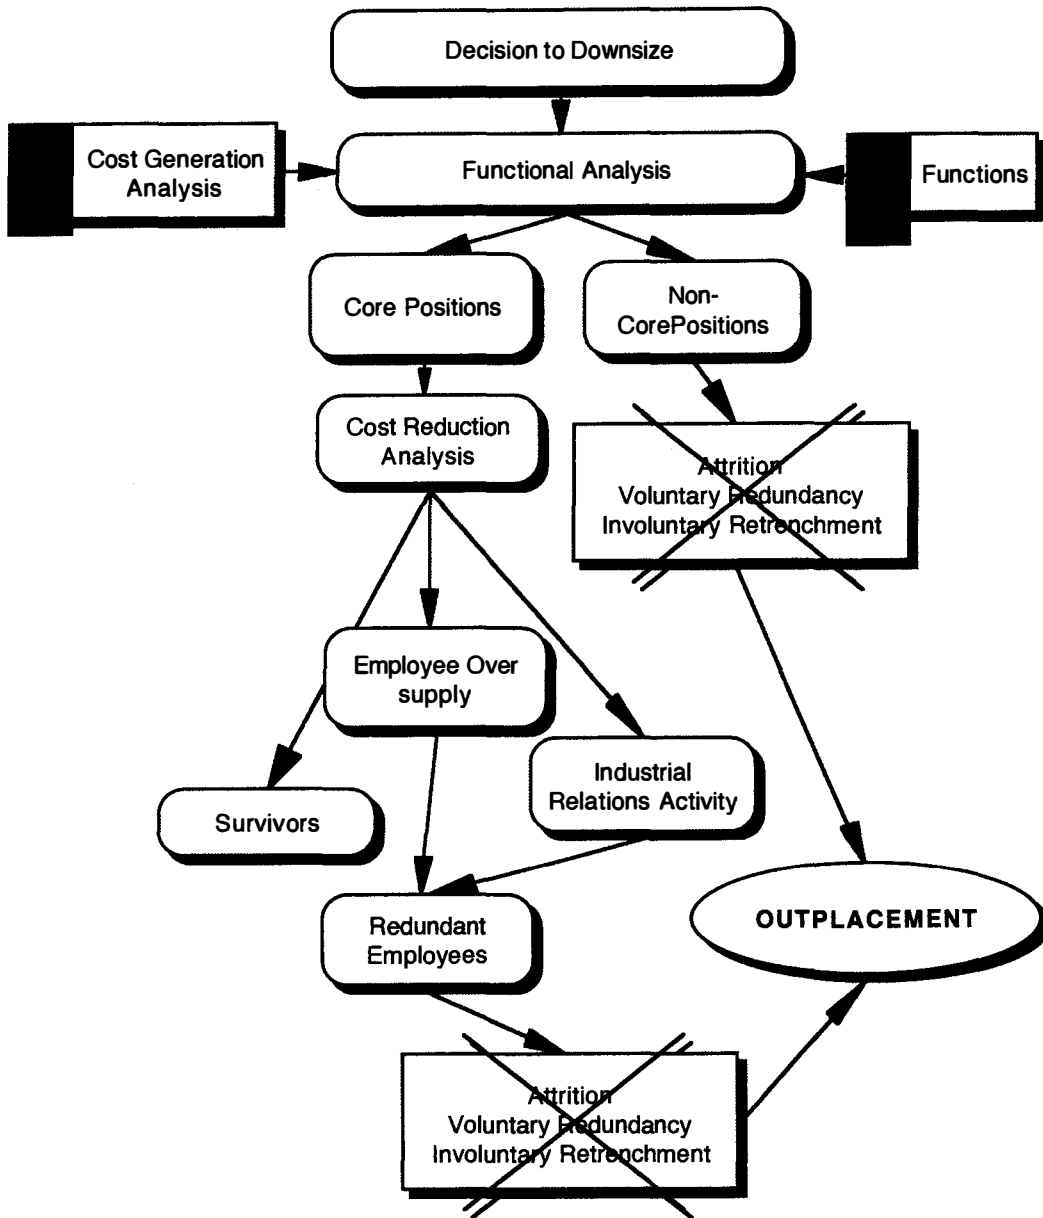 Decision to Downsize
Cost Generation
Analysis
Functional Analysis
Functions
Core Positions
Non-
CorePositions
Cost Reduction
Analysis
Attrition
Voluntary Redundancy
Involuntary Retrenchment
Employee Over
supply
Industrial
Relations Activity
Survivors
Redundant
Employees
OUTPLACEMENT
Attrition
Voluntary Redundancy
Involuntary Retrenchment